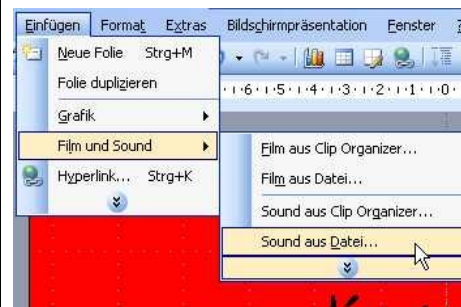 Einfügen Format Extras Bildschirmpräsentation Fenster ?
Neue Folie Strg+M
Folie duplizieren
Grafik
Film und Sound
Hyperlink... Strg+K
·1·6·1·5·1·4·1·3·1·2·1·1·1·0·
Film aus Clip Organizer...
Film aus Datei...
Sound aus Clip Organizer...
Sound aus Datei...